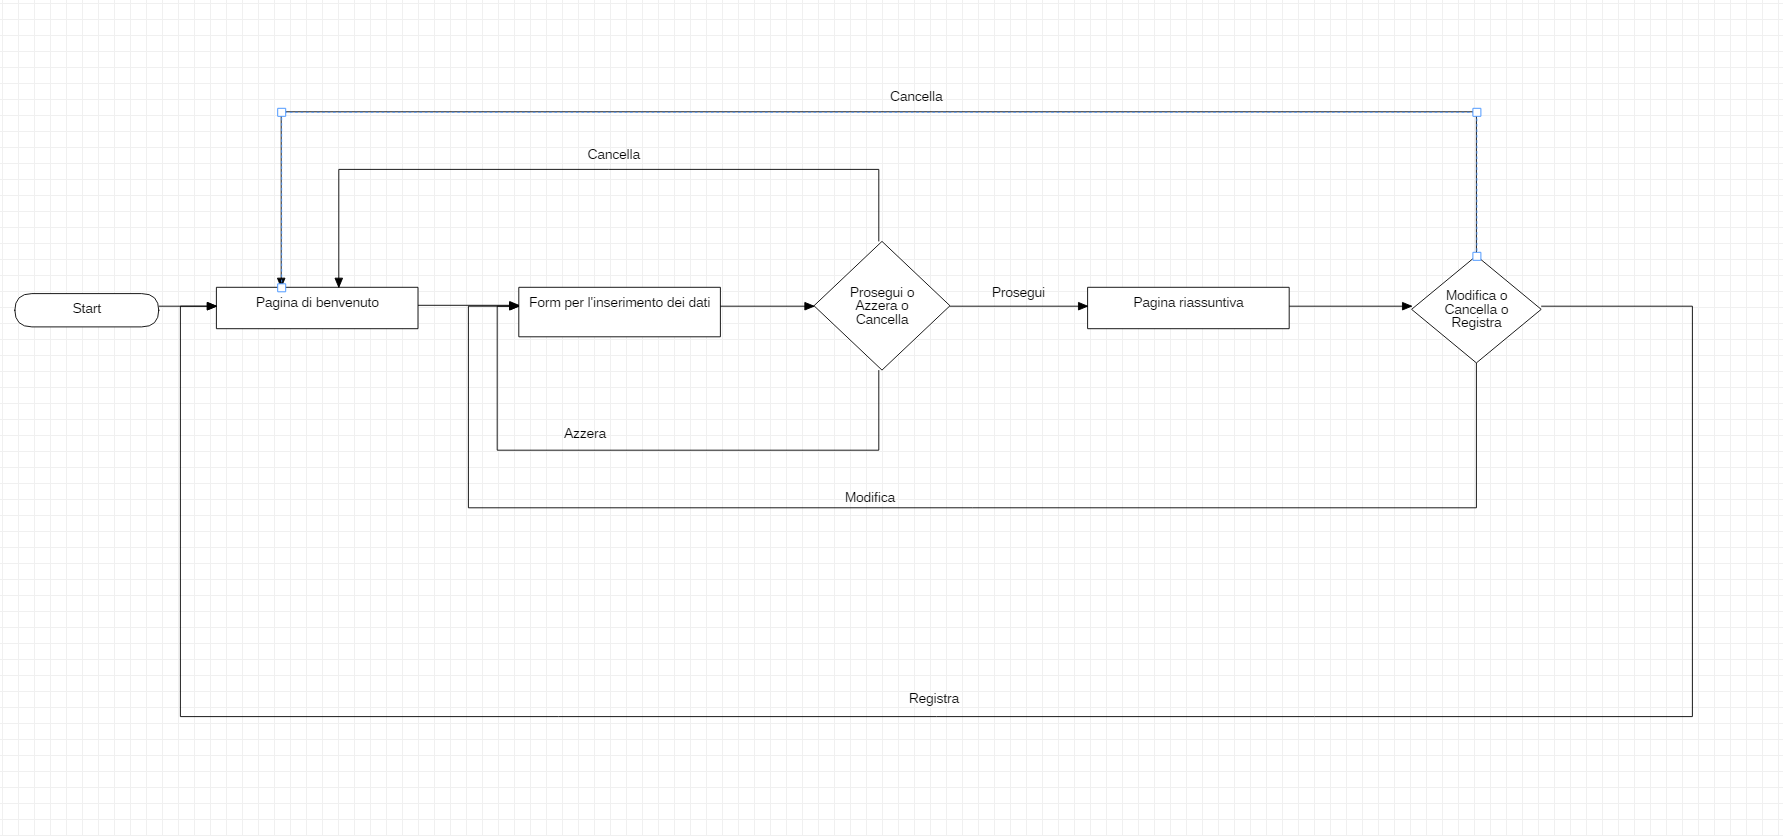 Cancella
Cancella
Start
Pagina di benvenuto
Form per l'inserimento dei dati
Prosegui o
Azzera o
Cancella
Prosegui
Pagina riassuntiva
Modifica o
Cancella o
Registra
Azzera
Modifica
Registra